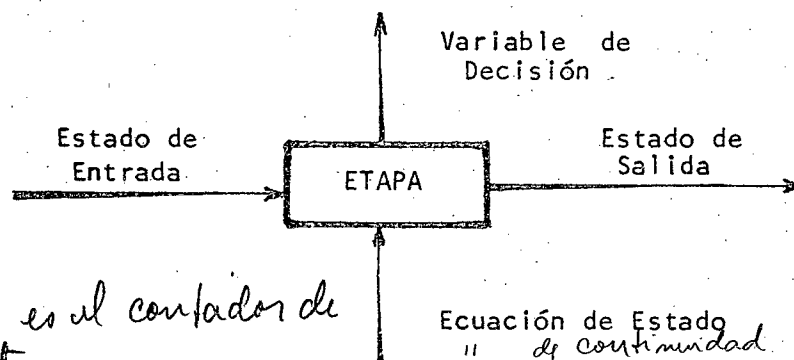 Variable de
Decisión
Estado de
Entrada
ETAPA
Estado de
Salida
es el contador de
Ecuación de Estado
" de continuidad